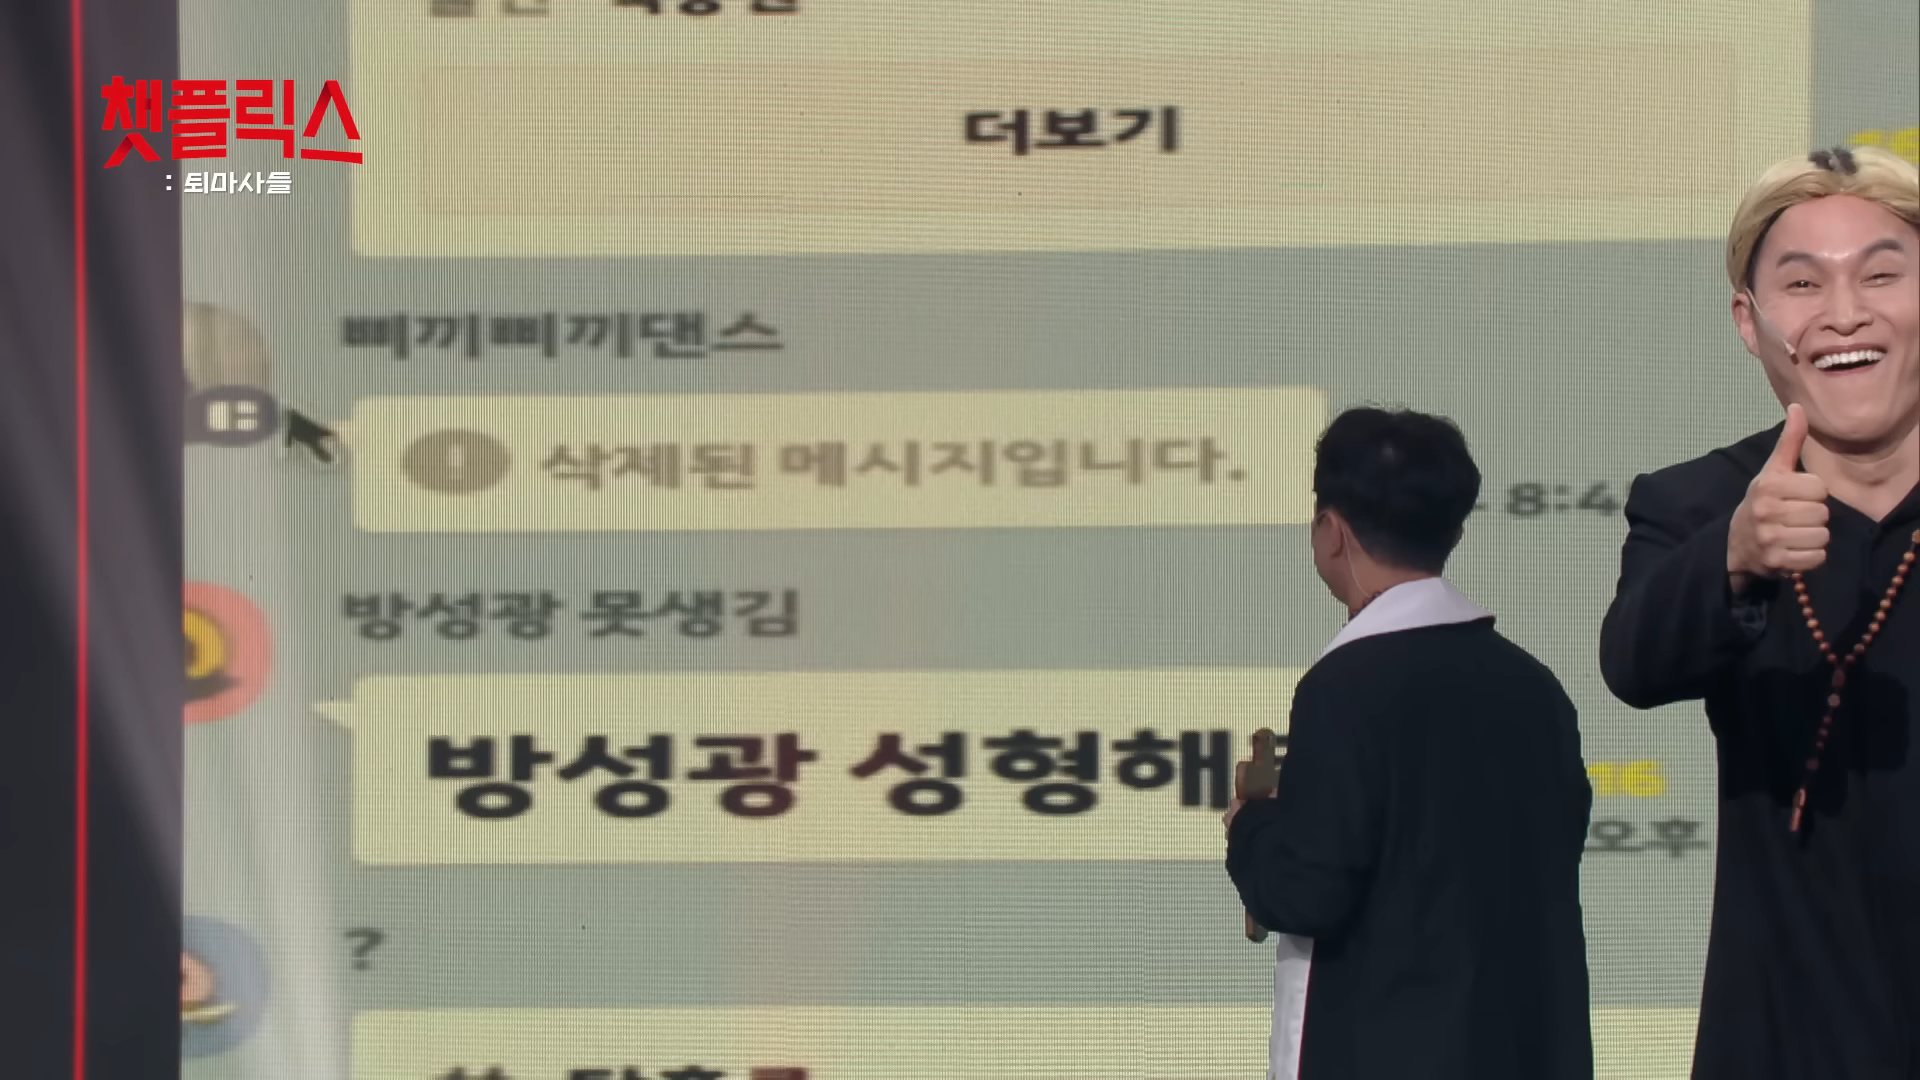 챗플릭스
: 퇴마사들
더보기
삐끼삐끼댄스
삭제된 메시지입니다.
8:4
방성광 못생김
방성광 성형해
16
오후
?